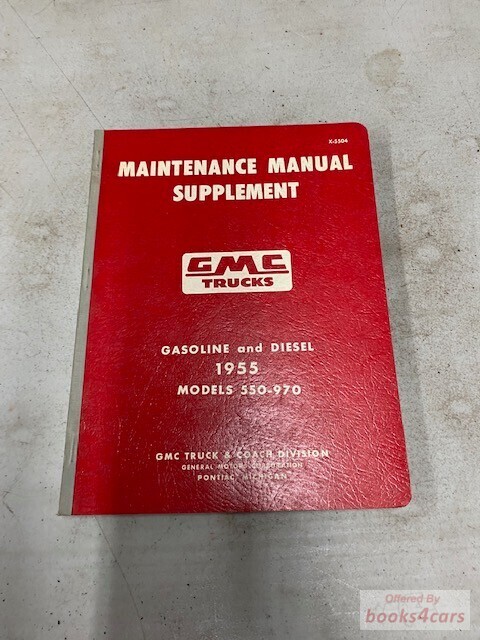 X-5504
MAINTENANCE MANUAL
SUPPLEMENT
GMC
TRUCKS
GASOLINE and DIESEL
1955
MODELS 550-970
GMC TRUCK & COACH DIVISION
GENERAL MOTORS CORPORATION
PONTIAC, MICHIGAN
Offered By
books4cars